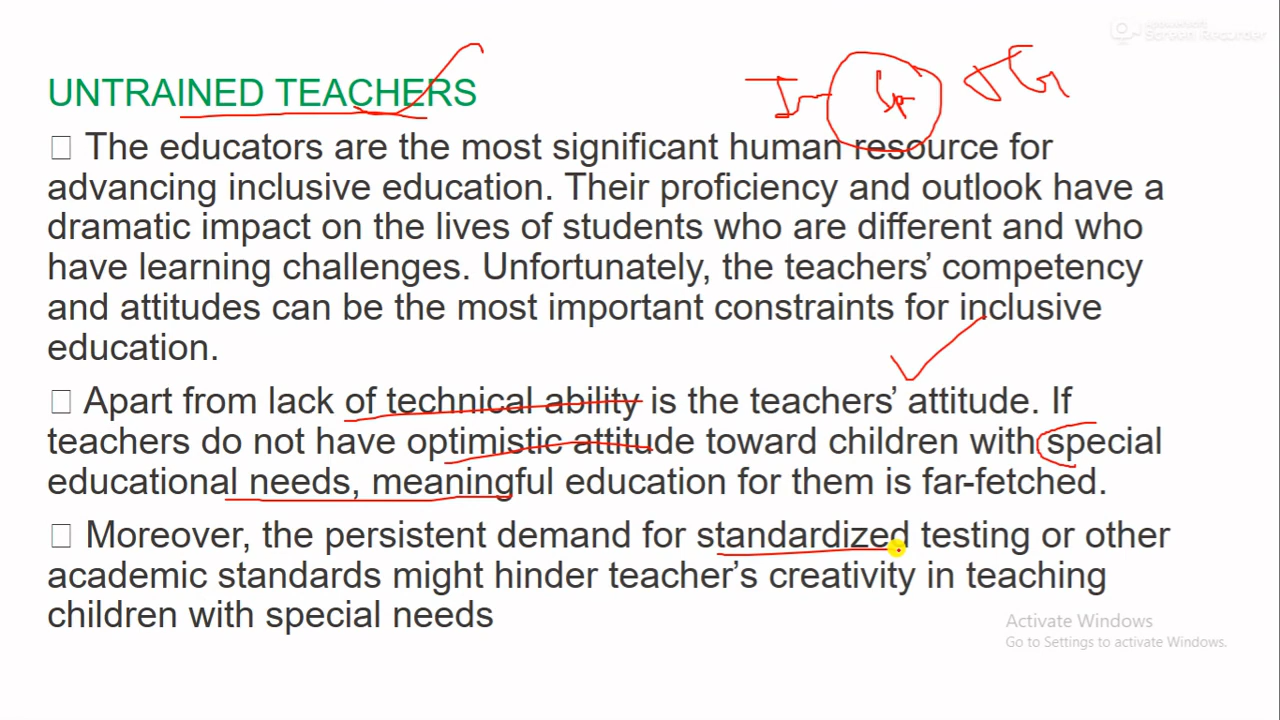 Screen Recorder
UNTRAINED TEACHERS
The educators are the most significant human resource for
advancing inclusive education. Their proficiency and outlook have a
dramatic impact on the lives of students who are different and who
have learning challenges. Unfortunately, the teachers’ competency
and attitudes can be the most important constraints for inclusive
education.
Apart from lack of technical ability is the teachers’ attitude. If
teachers do not have optimistic attitude toward children with special
educational needs, meaningful education for them is far-fetched.
Moreover, the persistent demand for standardized testing or other
academic standards might hinder teacher’s creativity in teaching
children with special needs
Activate Windows
Go to Settings to activate Windows.